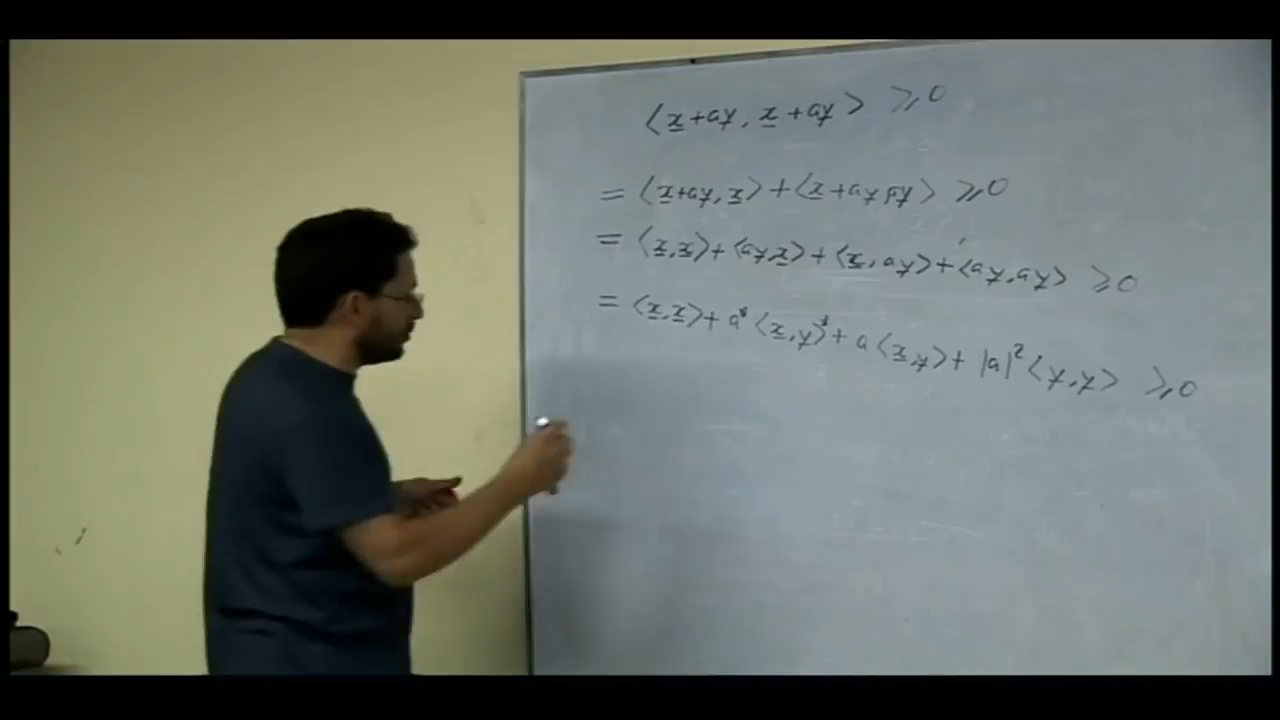 ⟨x+ay, x+ay⟩ ≥0
= ⟨x+ay, x⟩+⟨x+ay,ay⟩ ≥0
= ⟨x,x⟩+⟨ay,x⟩+⟨x,ay⟩+⟨ay,ay⟩ ≥0
= ⟨x,x⟩+a*⟨x,y⟩*+a⟨x,y⟩+|a|²⟨y,y⟩ ≥0